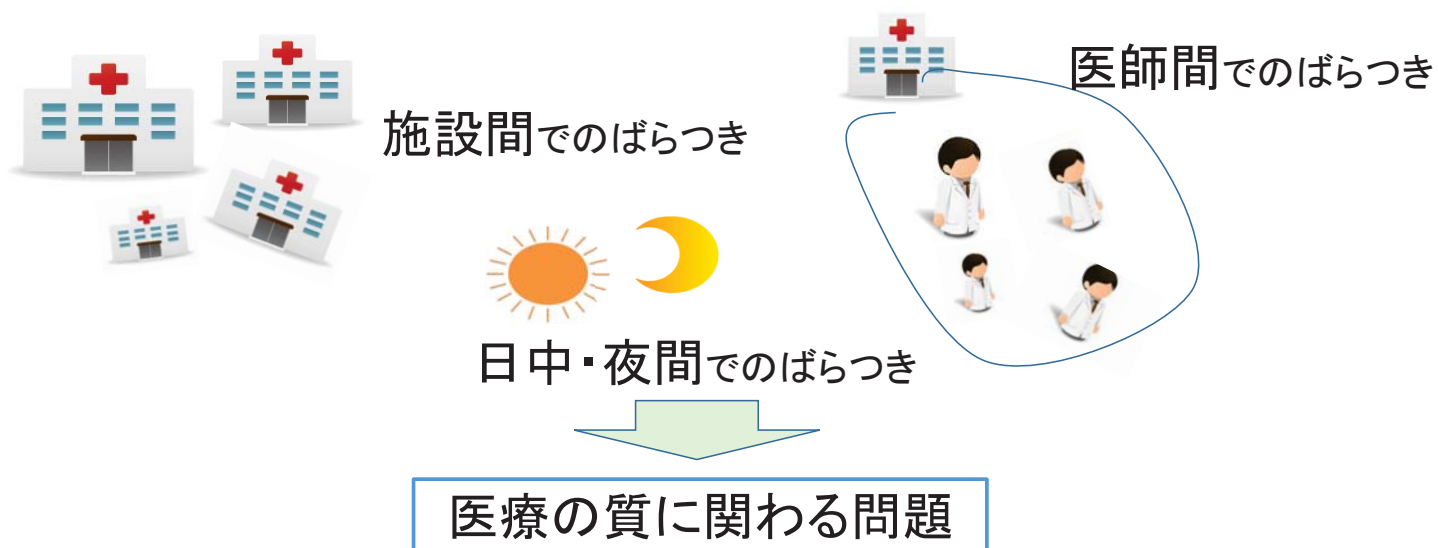 施設間でのばらつき
医師間でのばらつき
日中・夜間でのばらつき
医療の質に関わる問題